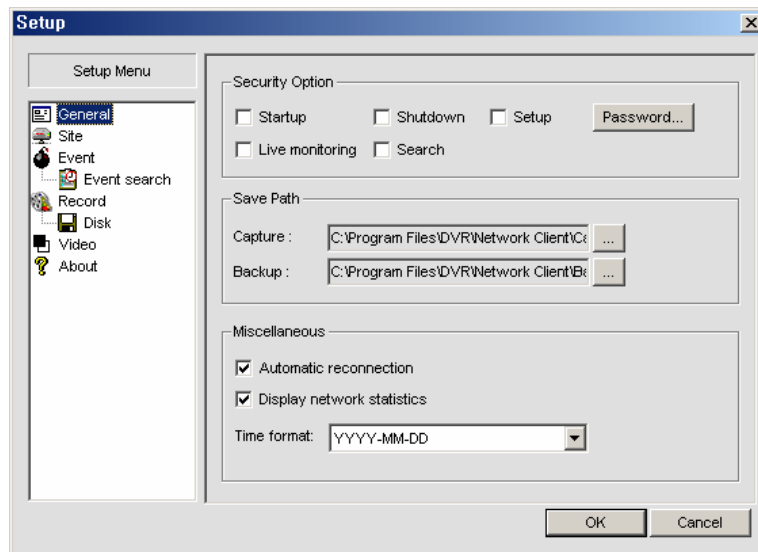 Setup
Setup Menu
General
Site
Event
Event search
Record
Disk
Video
About
Security Option
Startup
Shutdown
Setup
Password...
Live monitoring
Search
Save Path
Capture :
C:\Program Files\DVR\Network Client\Ca
...
Backup :
C:\Program Files\DVR\Network Client\Ba
...
Miscellaneous
Automatic reconnection
Display network statistics
Time format:
YYYY-MM-DD
OK
Cancel